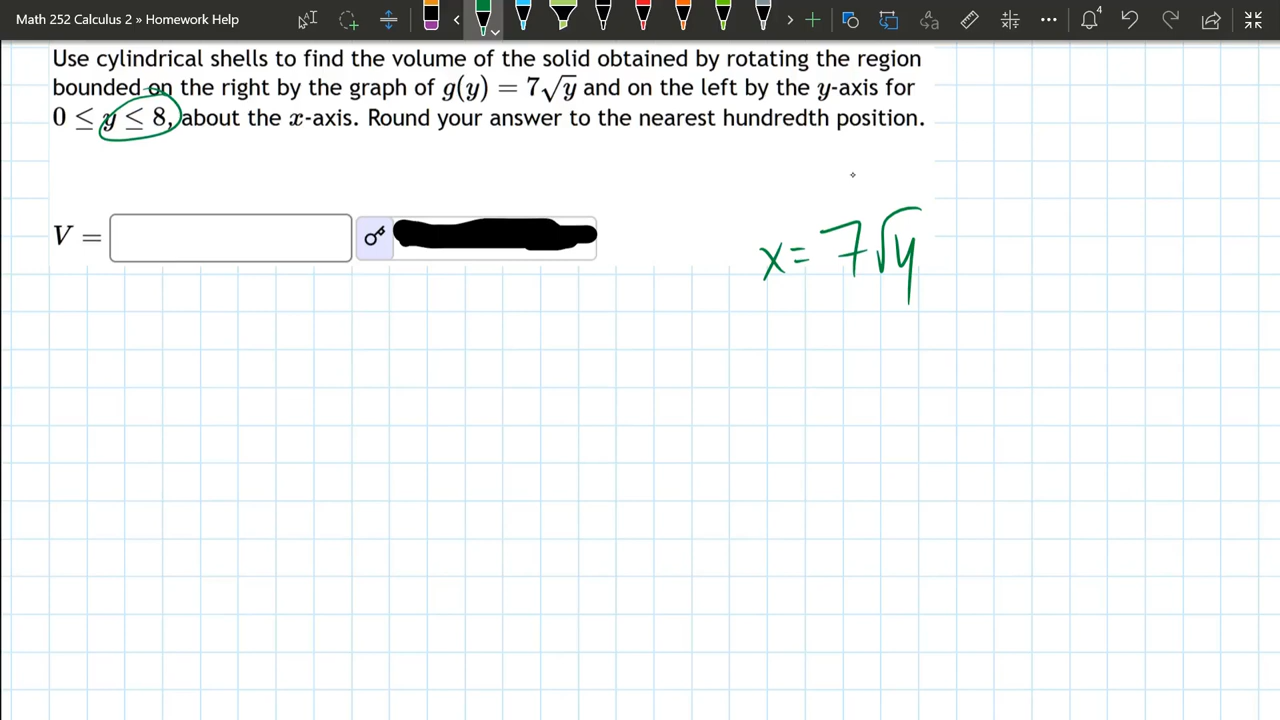 Math 252 Calculus 2 » Homework Help
4
Use cylindrical shells to find the volume of the solid obtained by rotating the region
bounded on the right by the graph of g(y) = 7√y and on the left by the y-axis for
0 ≤ y ≤ 8, about the x-axis. Round your answer to the nearest hundredth position.
V =
x = 7√y